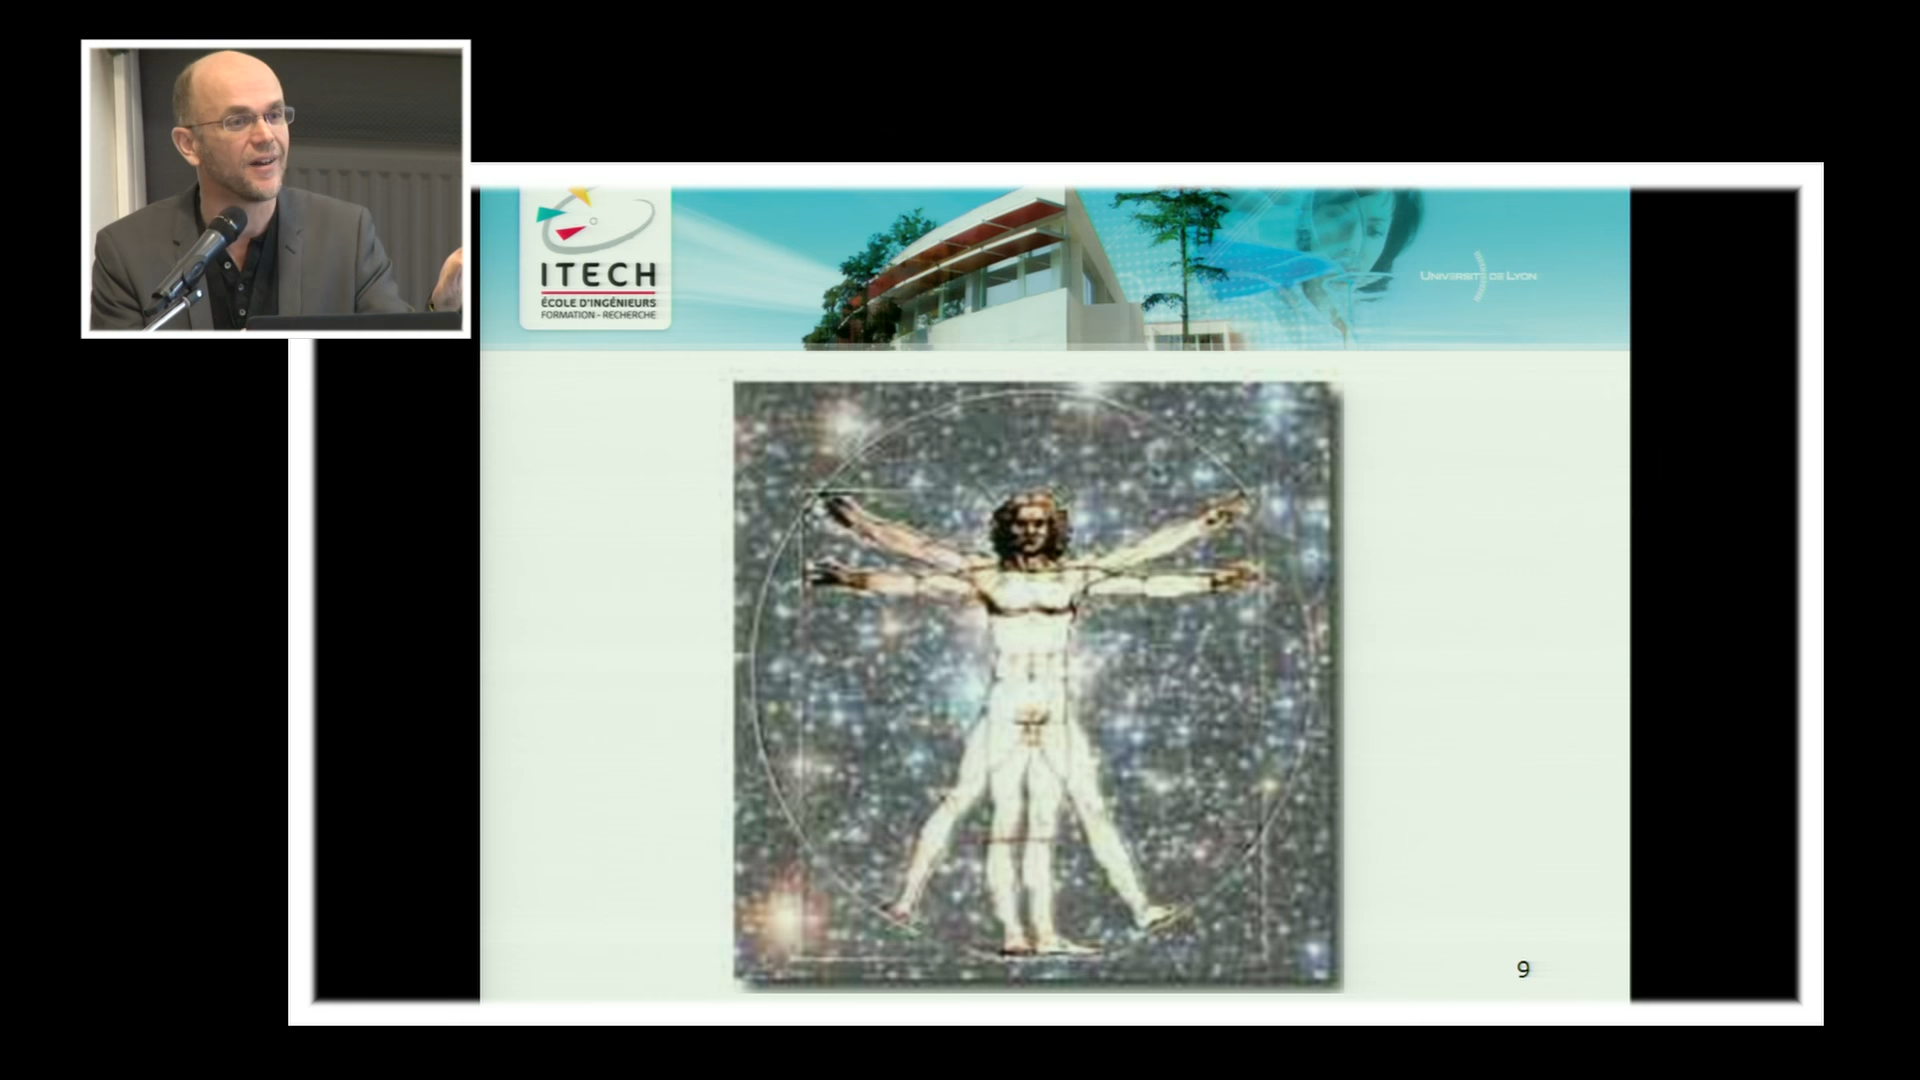 ITECH
ÉCOLE D'INGÉNIEURS
FORMATION - RECHERCHE
UNIVERSITÉ DE LYON
9